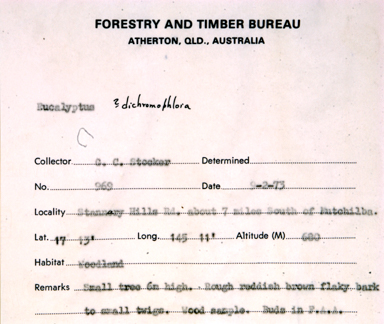 FORESTRY AND TIMBER BUREAU
ATHERTON, QLD., AUSTRALIA
Eucalyptus ? dichromophlora
Collector G. C. Stocker Determined
No. 969 Date 9-2-73
Locality Stannary Hills Rd. about 7 miles South of Mutchilba.
Lat. 17 13' Long. 145 11' Altitude (M) 680
Habitat Woodland
Remarks Small tree 6m high. Rough reddish brown flaky bark
to small twigs. Wood sample. Buds in F.A.A.